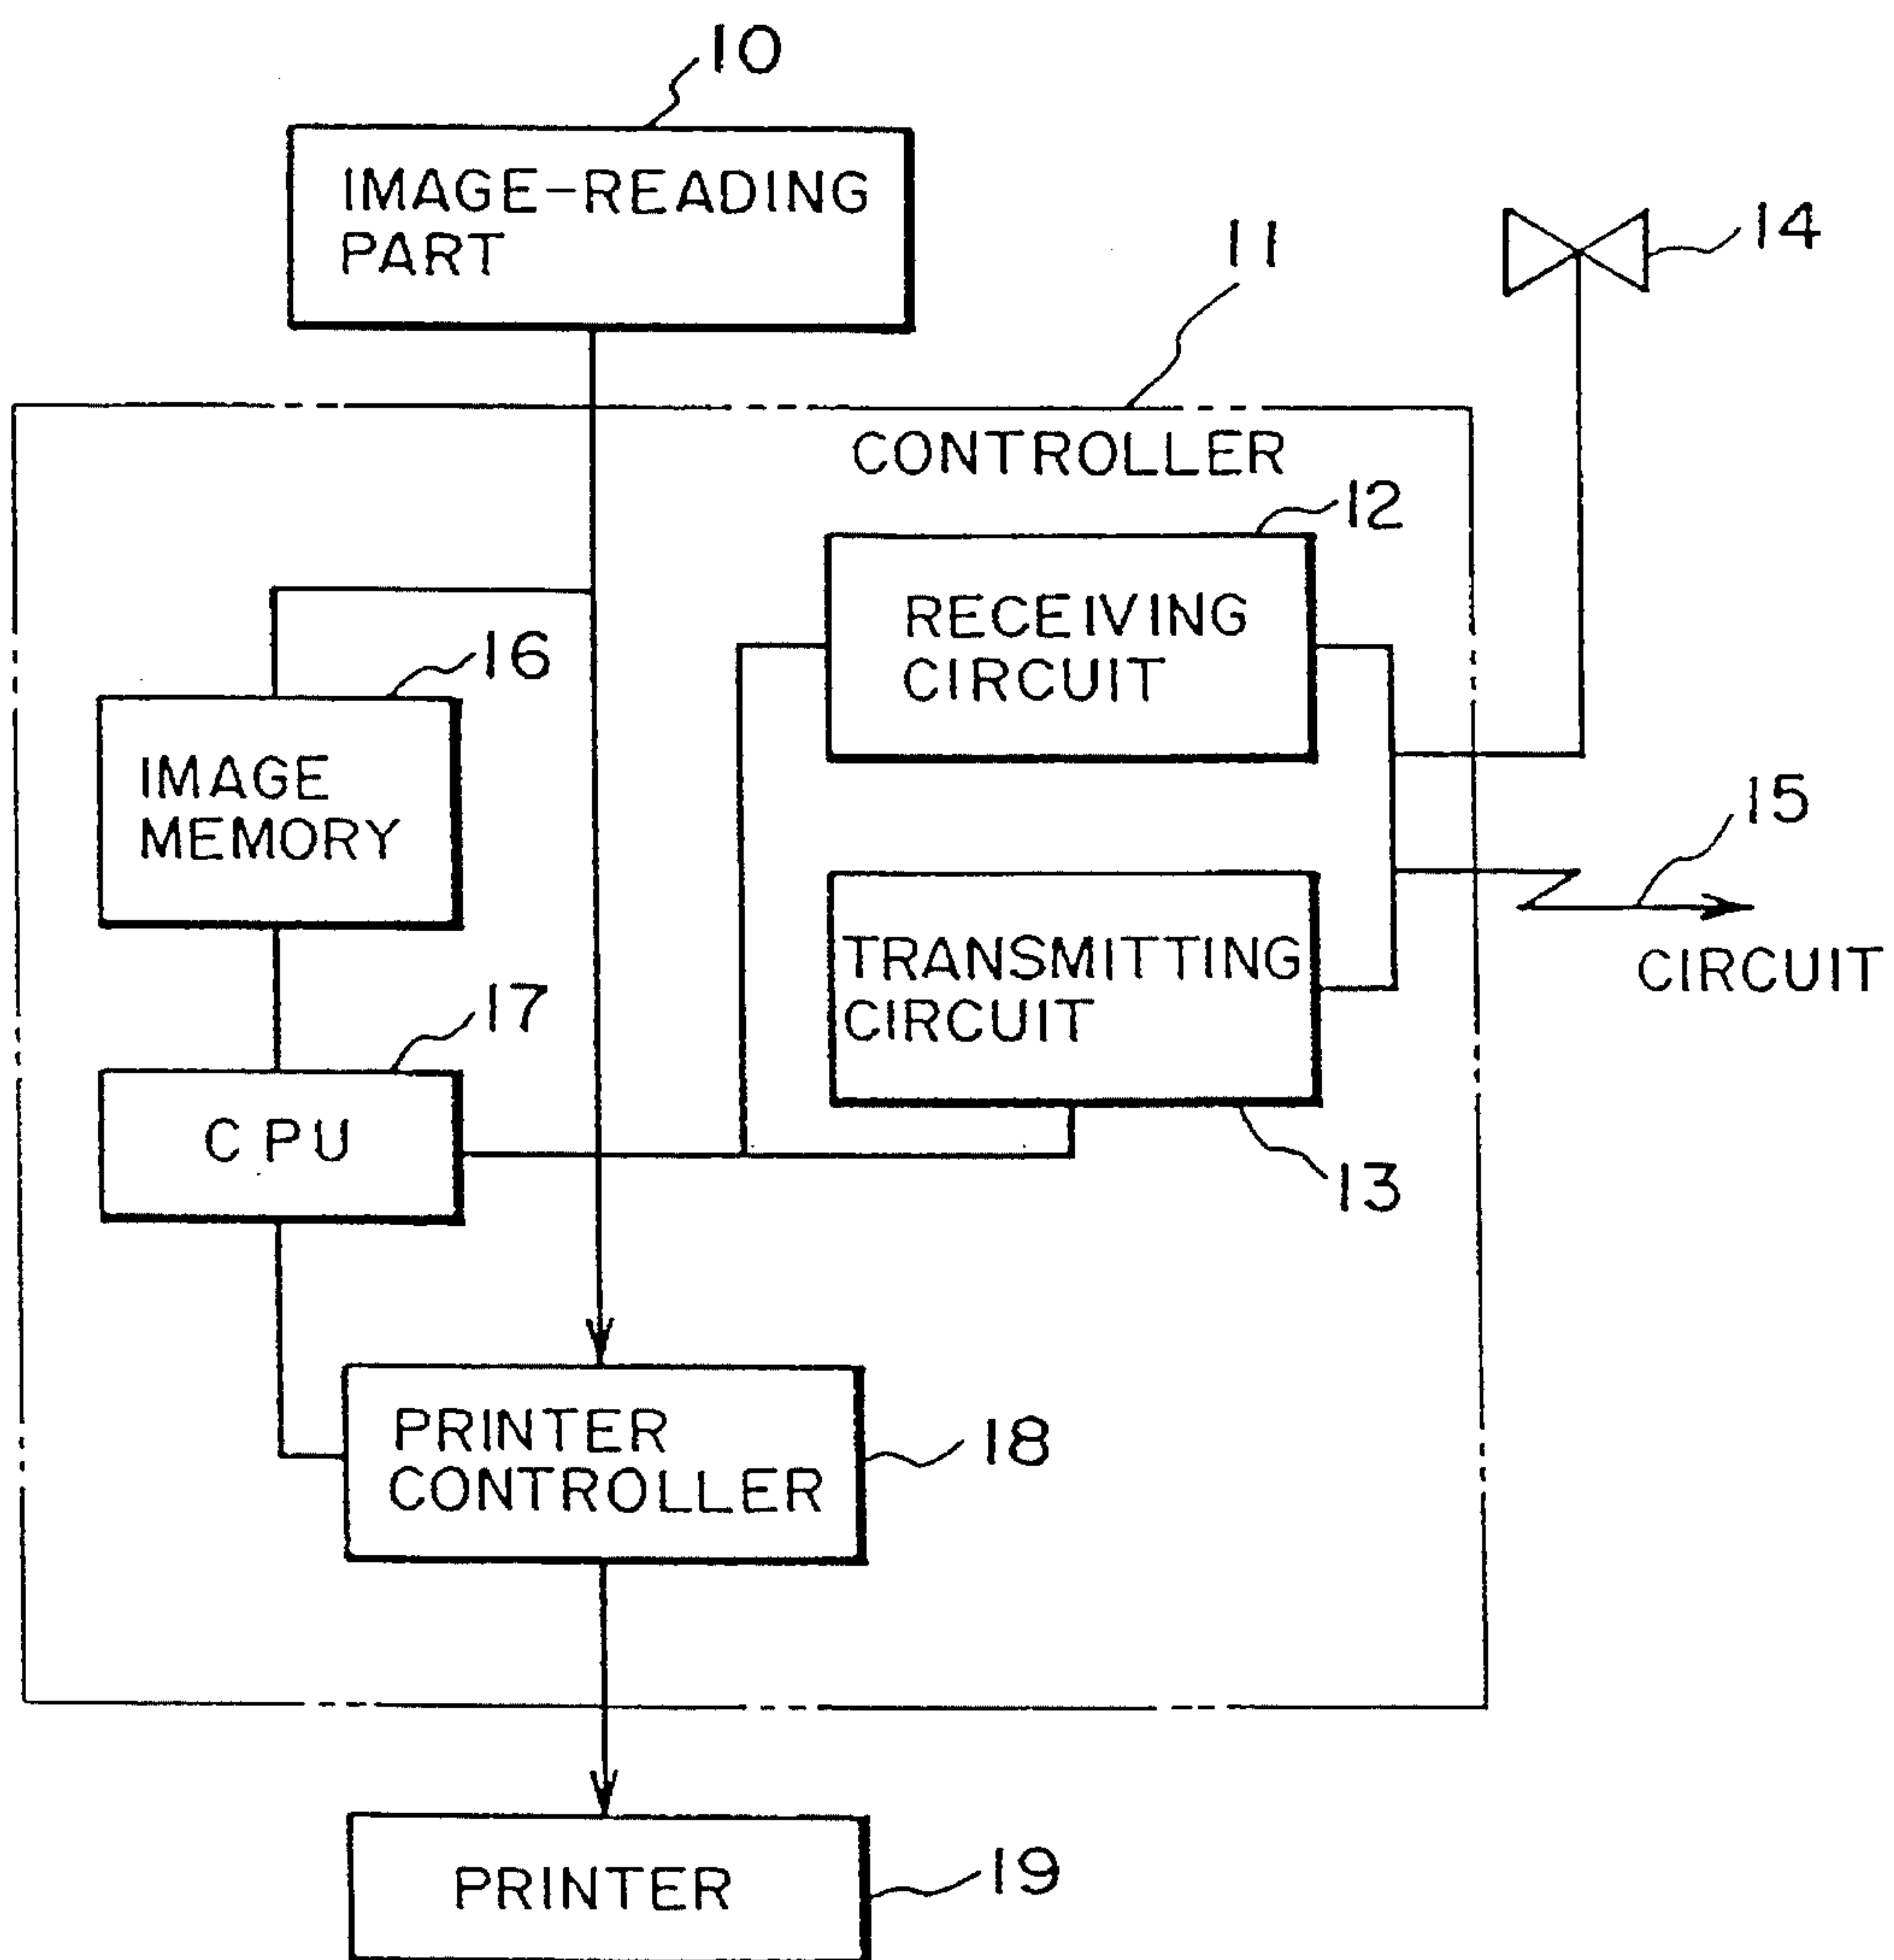 10
IMAGE-READING
PART
11
14
CONTROLLER
12
RECEIVING
CIRCUIT
16
IMAGE
MEMORY
15
TRANSMITTING
CIRCUIT
CIRCUIT
17
CPU
13
PRINTER
CONTROLLER
18
PRINTER
19